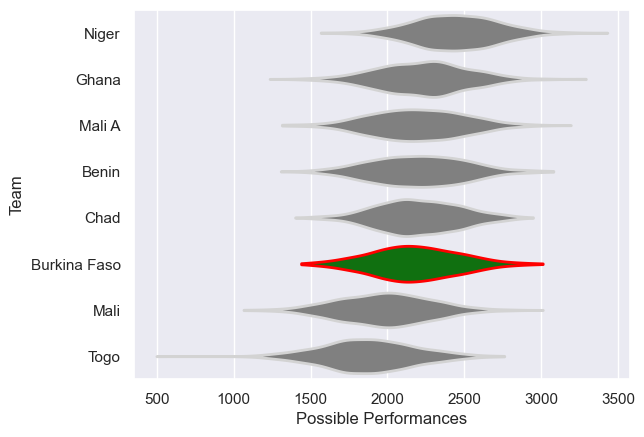 Niger
Ghana
Mali A
Benin
Chad
Burkina Faso
Mali
Togo
Team
500 1000 1500 2000 2500 3000 3500
Possible Performances